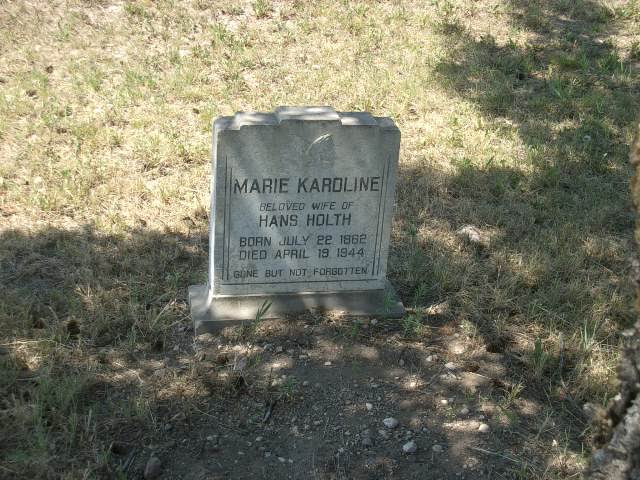 MARIE KAROLINE
BELOVED WIFE OF
HANS HOLTH
BORN JULY 22 1862
DIED APRIL 19 1944
GONE BUT NOT FORGOTTEN